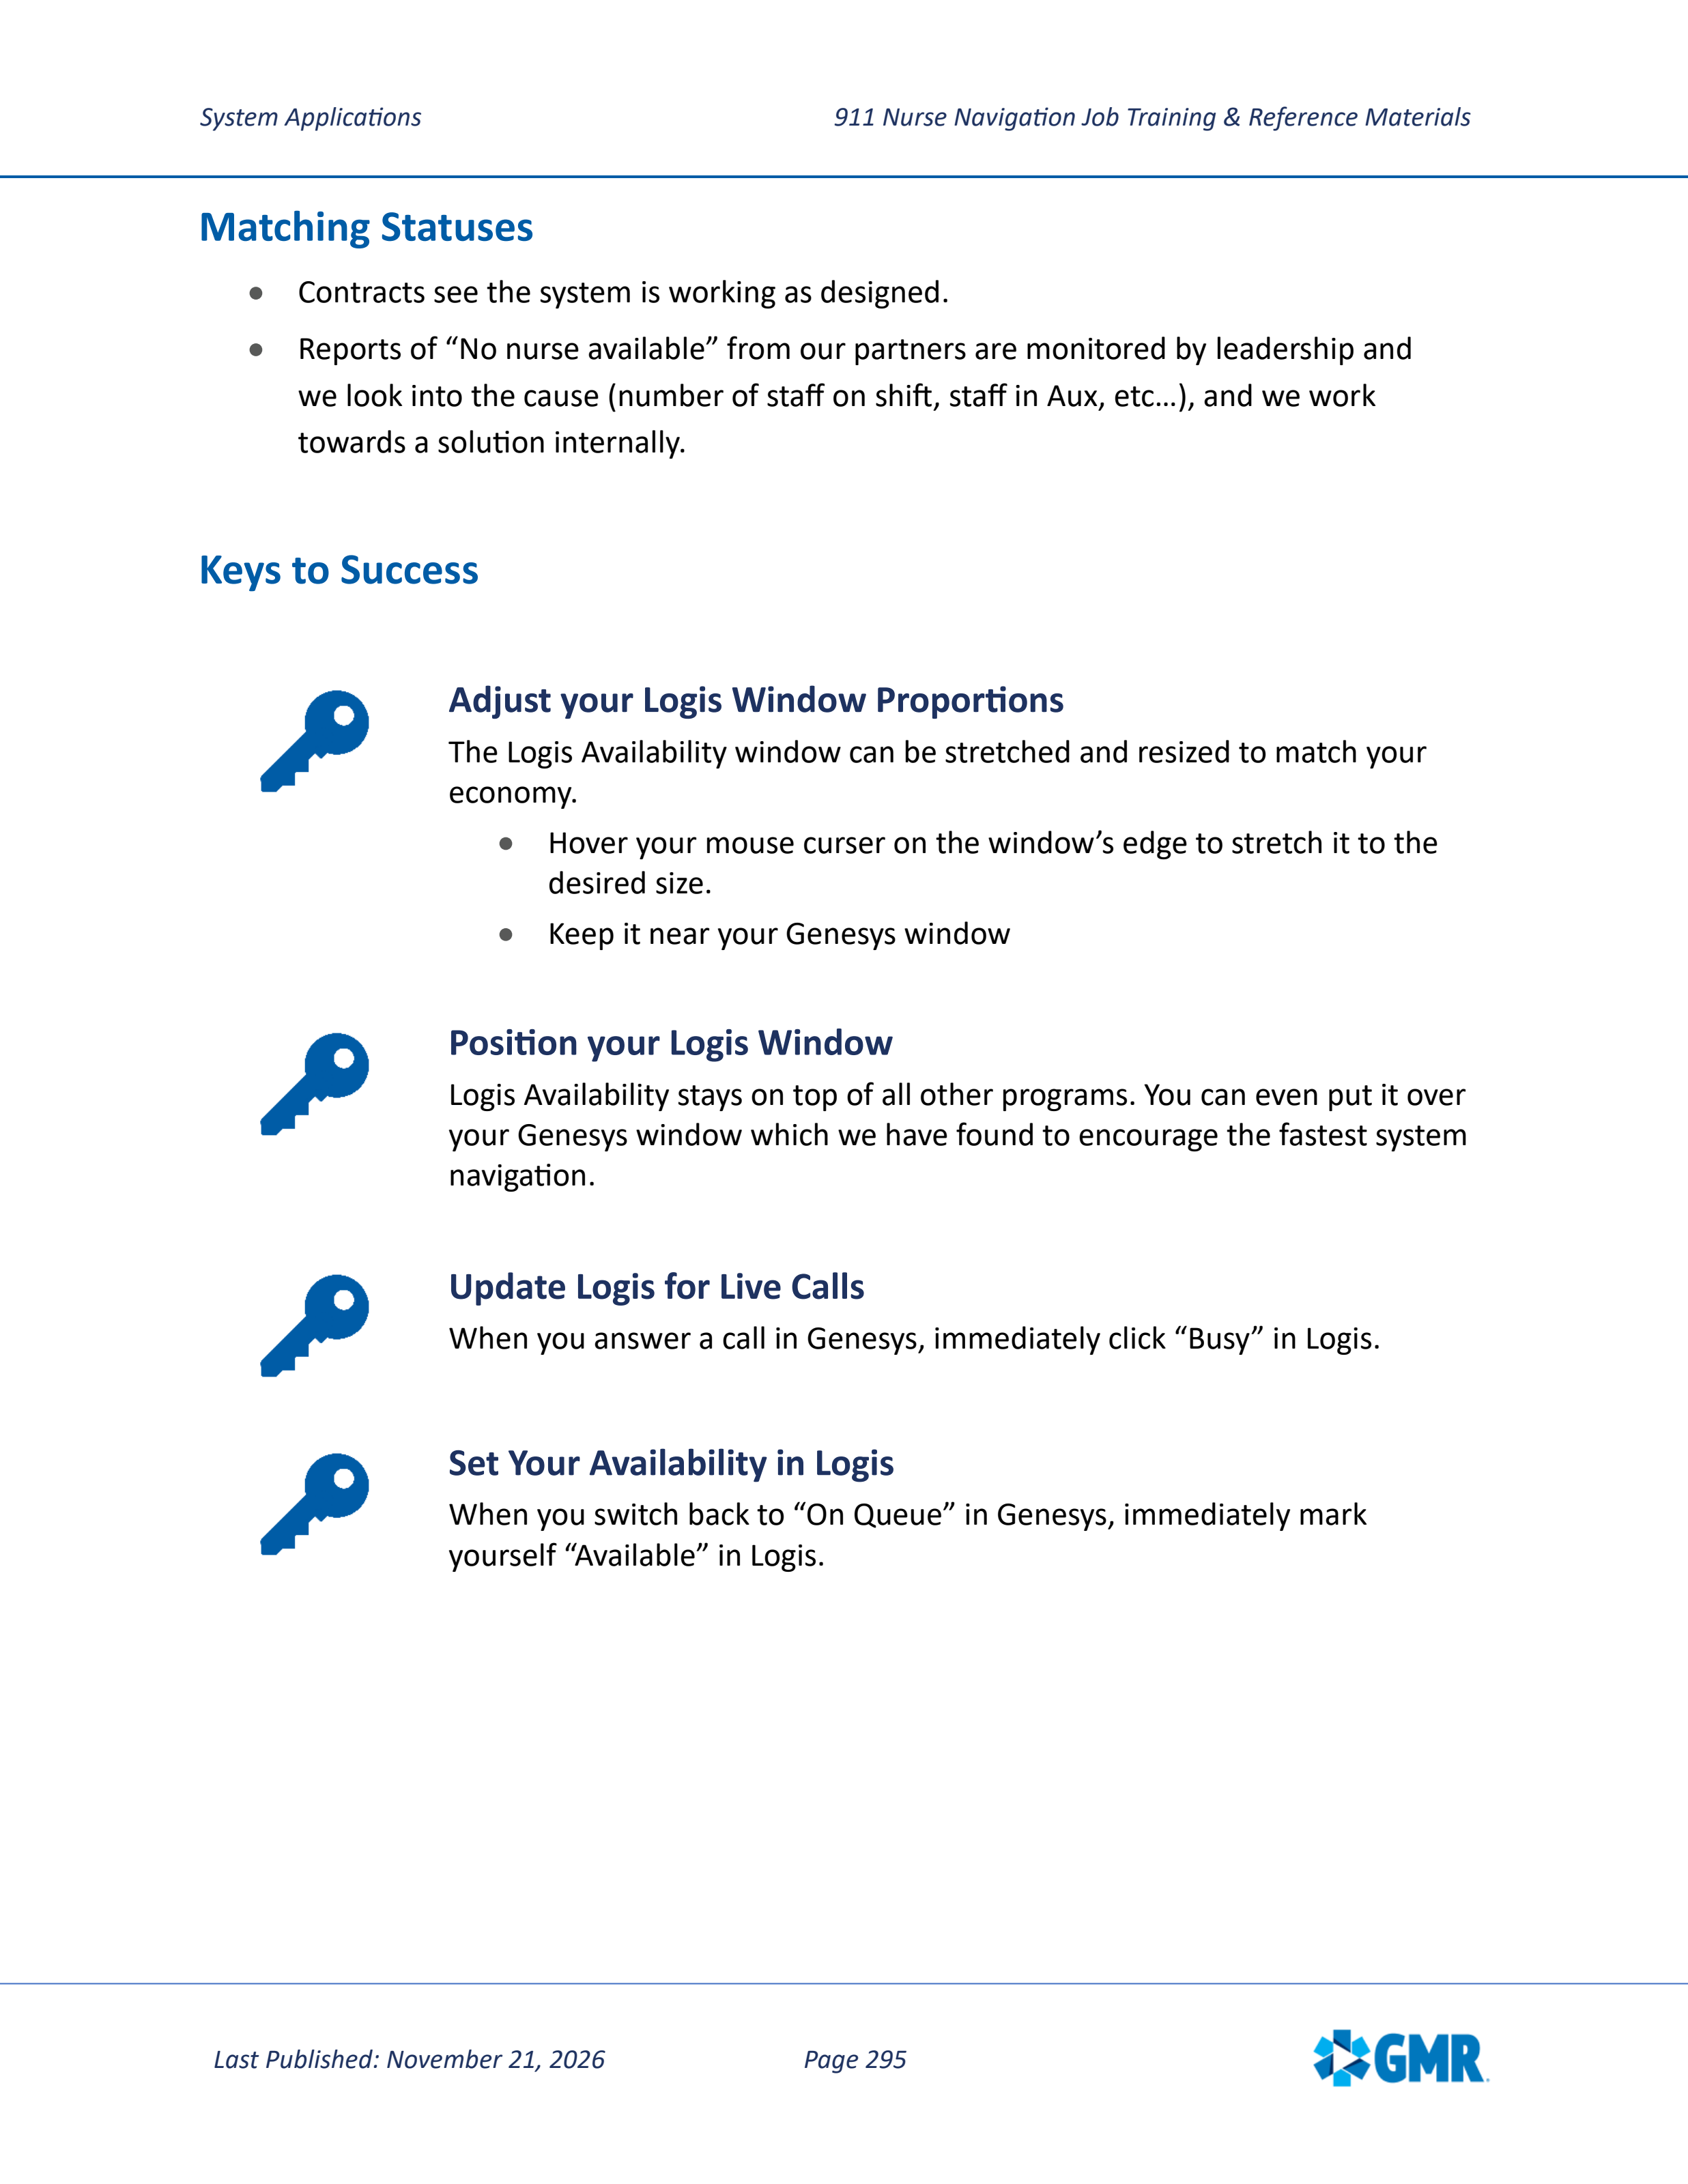 System Applications
911 Nurse Navigation Job Training & Reference Materials
Matching Statuses
● Contracts see the system is working as designed.
● Reports of “No nurse available” from our partners are monitored by leadership and
we look into the cause (number of staff on shift, staff in Aux, etc…), and we work
towards a solution internally.
Keys to Success
Adjust your Logis Window Proportions
The Logis Availability window can be stretched and resized to match your
economy.
● Hover your mouse curser on the window’s edge to stretch it to the
desired size.
● Keep it near your Genesys window
Position your Logis Window
Logis Availability stays on top of all other programs. You can even put it over
your Genesys window which we have found to encourage the fastest system
navigation.
Update Logis for Live Calls
When you answer a call in Genesys, immediately click “Busy” in Logis.
Set Your Availability in Logis
When you switch back to “On Queue” in Genesys, immediately mark
yourself “Available” in Logis.
Last Published: November 21, 2026
Page 295
GMR